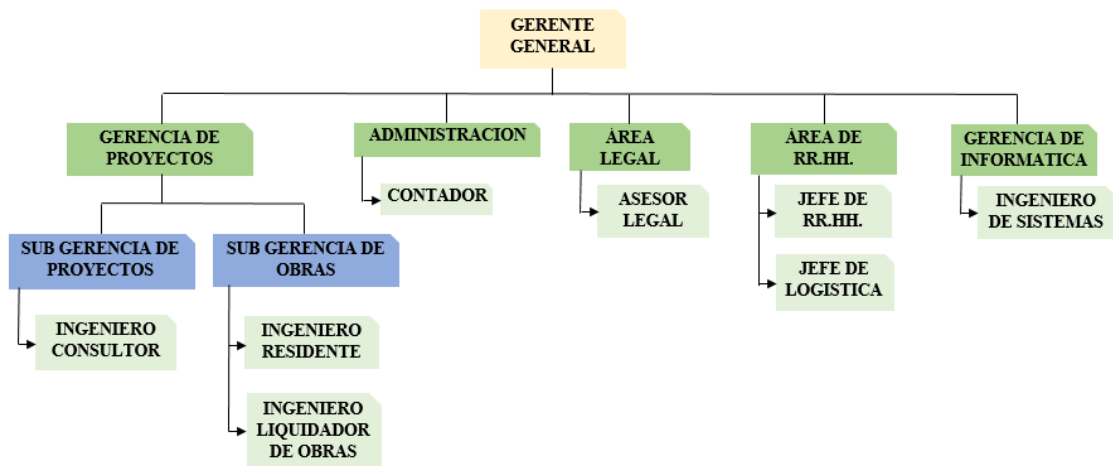 GERENTE
GENERAL
GERENCIA DE
PROYECTOS
ADMINISTRACION
ÁREA
LEGAL
ÁREA DE
RR.HH.
GERENCIA DE
INFORMATICA
CONTADOR
ASESOR
LEGAL
JEFE DE
RR.HH.
INGENIERO
DE SISTEMAS
SUB GERENCIA DE
PROYECTOS
SUB GERENCIA DE
OBRAS
JEFE DE
LOGISTICA
INGENIERO
CONSULTOR
INGENIERO
RESIDENTE
INGENIERO
LIQUIDADOR
DE OBRAS